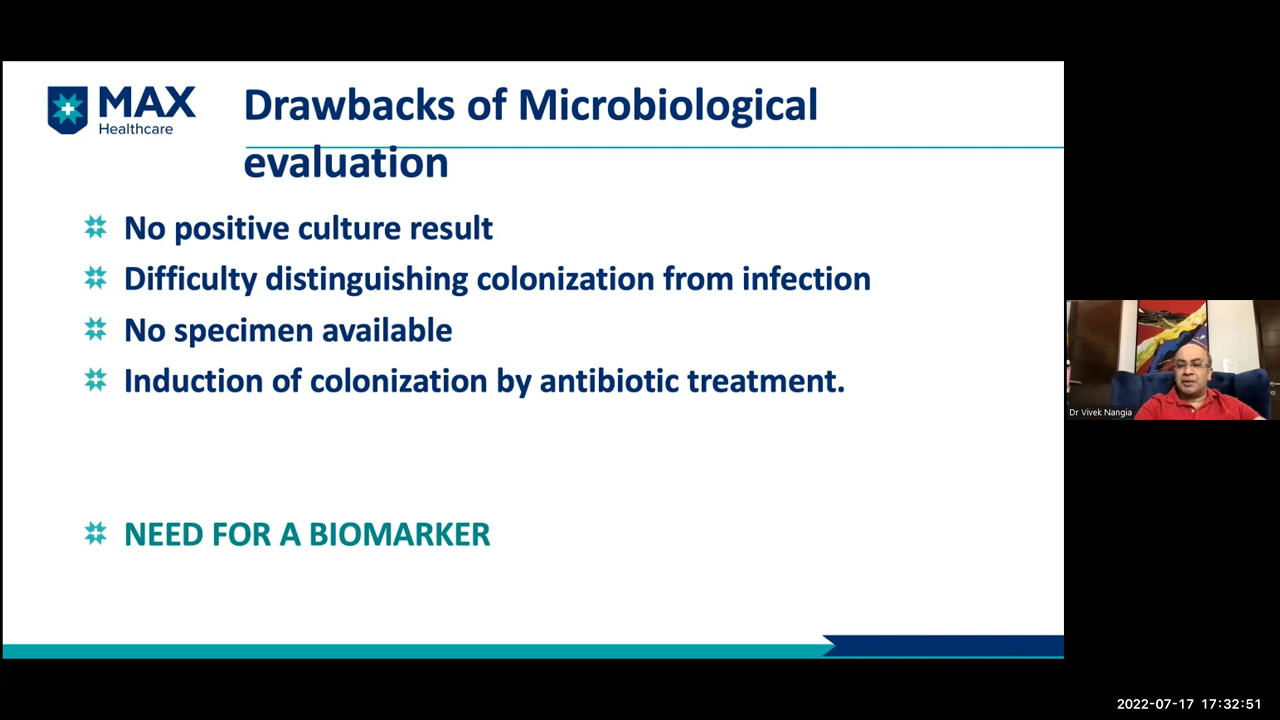 MAX
Healthcare
Drawbacks of Microbiological
evaluation
No positive culture result
Difficulty distinguishing colonization from infection
No specimen available
Induction of colonization by antibiotic treatment.
NEED FOR A BIOMARKER
Dr Vivek Nangia
2022-07-17 17:32:51